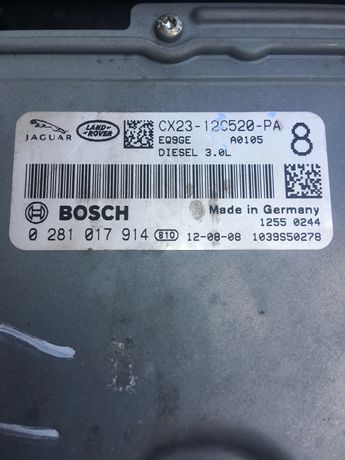 JAGUAR
LAND-
ROVER
CX23-12C520-PA
EQ9GE A0105
DIESEL 3.0L
8
BOSCH
Made in Germany
1255 0244
0 281 017 914 B10 12-08-08 1039S50278